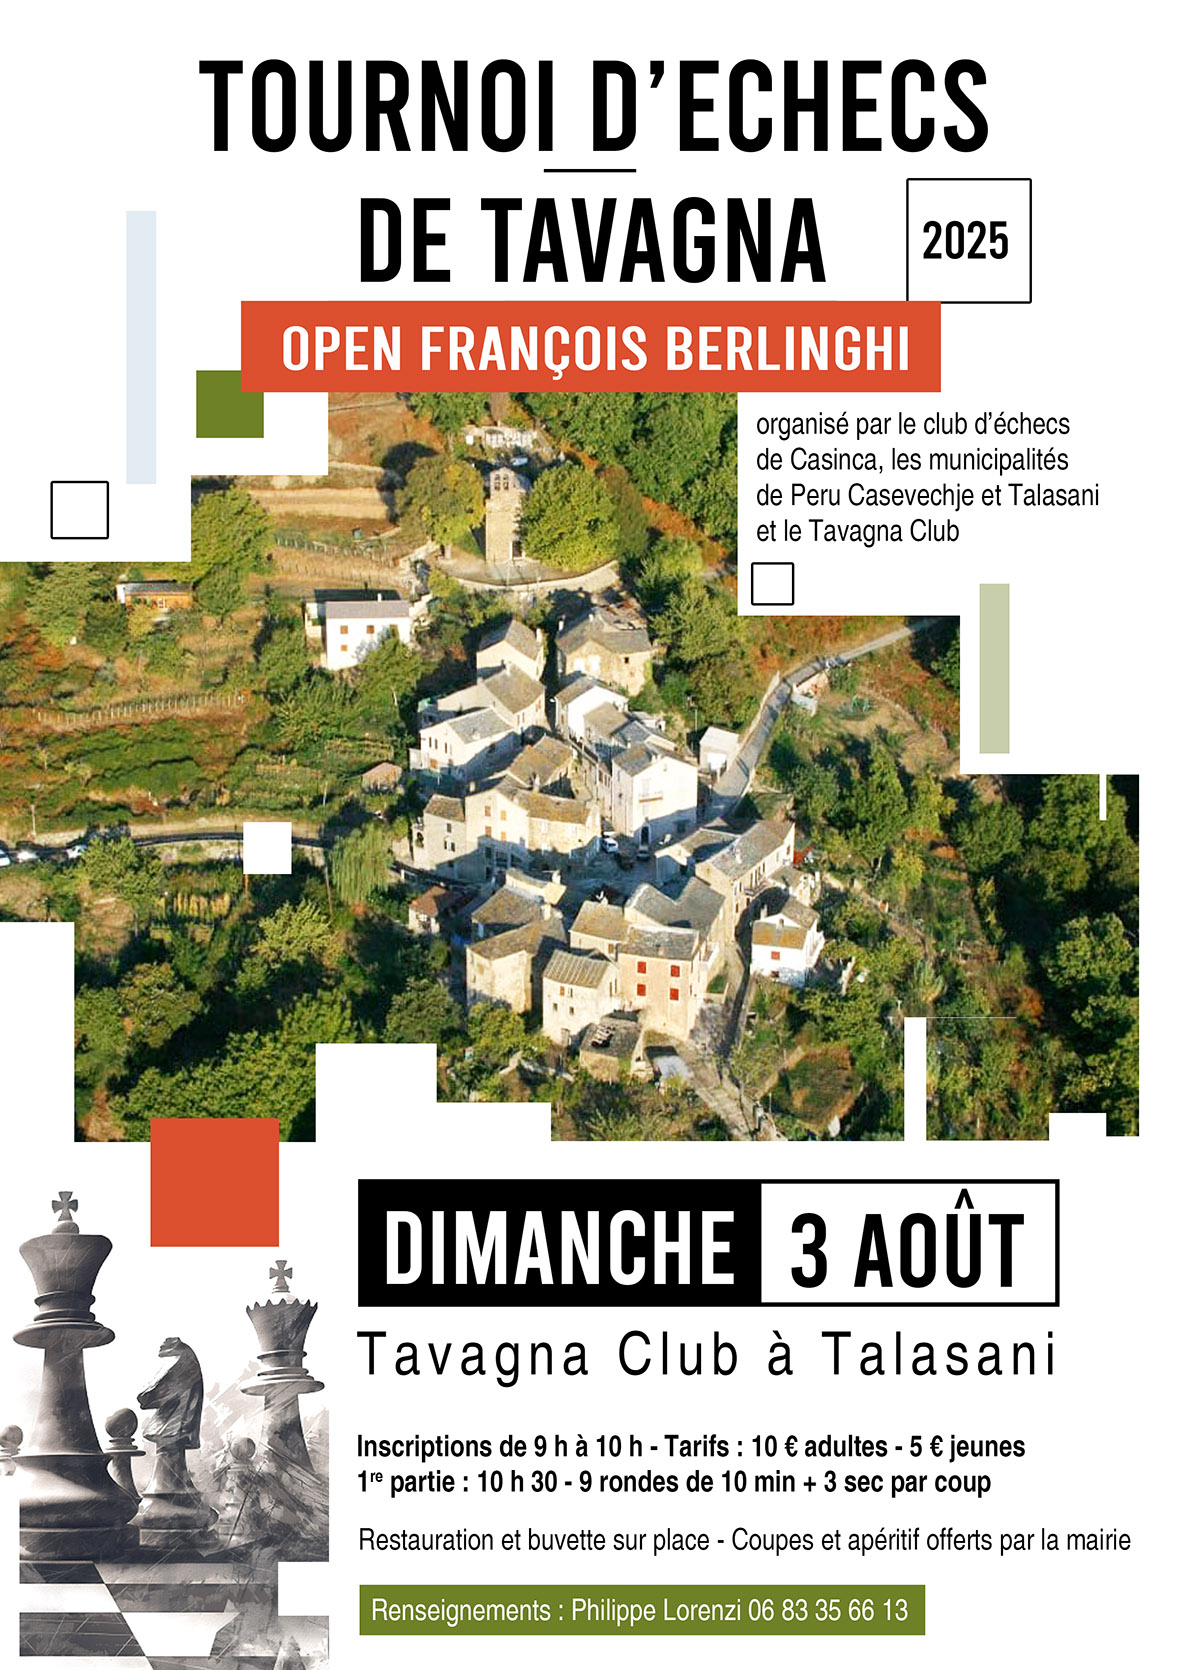 TOURNOI D'ECHECS
DE TAVAGNA
2025
OPEN FRANÇOIS BERLINGHI
organisé par le club d'échecs
de Casinca, les municipalités
de Peru Casevechje et Talasani
et le Tavagna Club
DIMANCHE 3 AOÛT
Tavagna Club à Talasani
Inscriptions de 9 h à 10 h - Tarifs : 10 € adultes - 5 € jeunes
1re partie : 10 h 30 - 9 rondes de 10 min + 3 sec par coup
Restauration et buvette sur place - Coupes et apéritif offerts par la mairie
Renseignements : Philippe Lorenzi 06 83 35 66 13